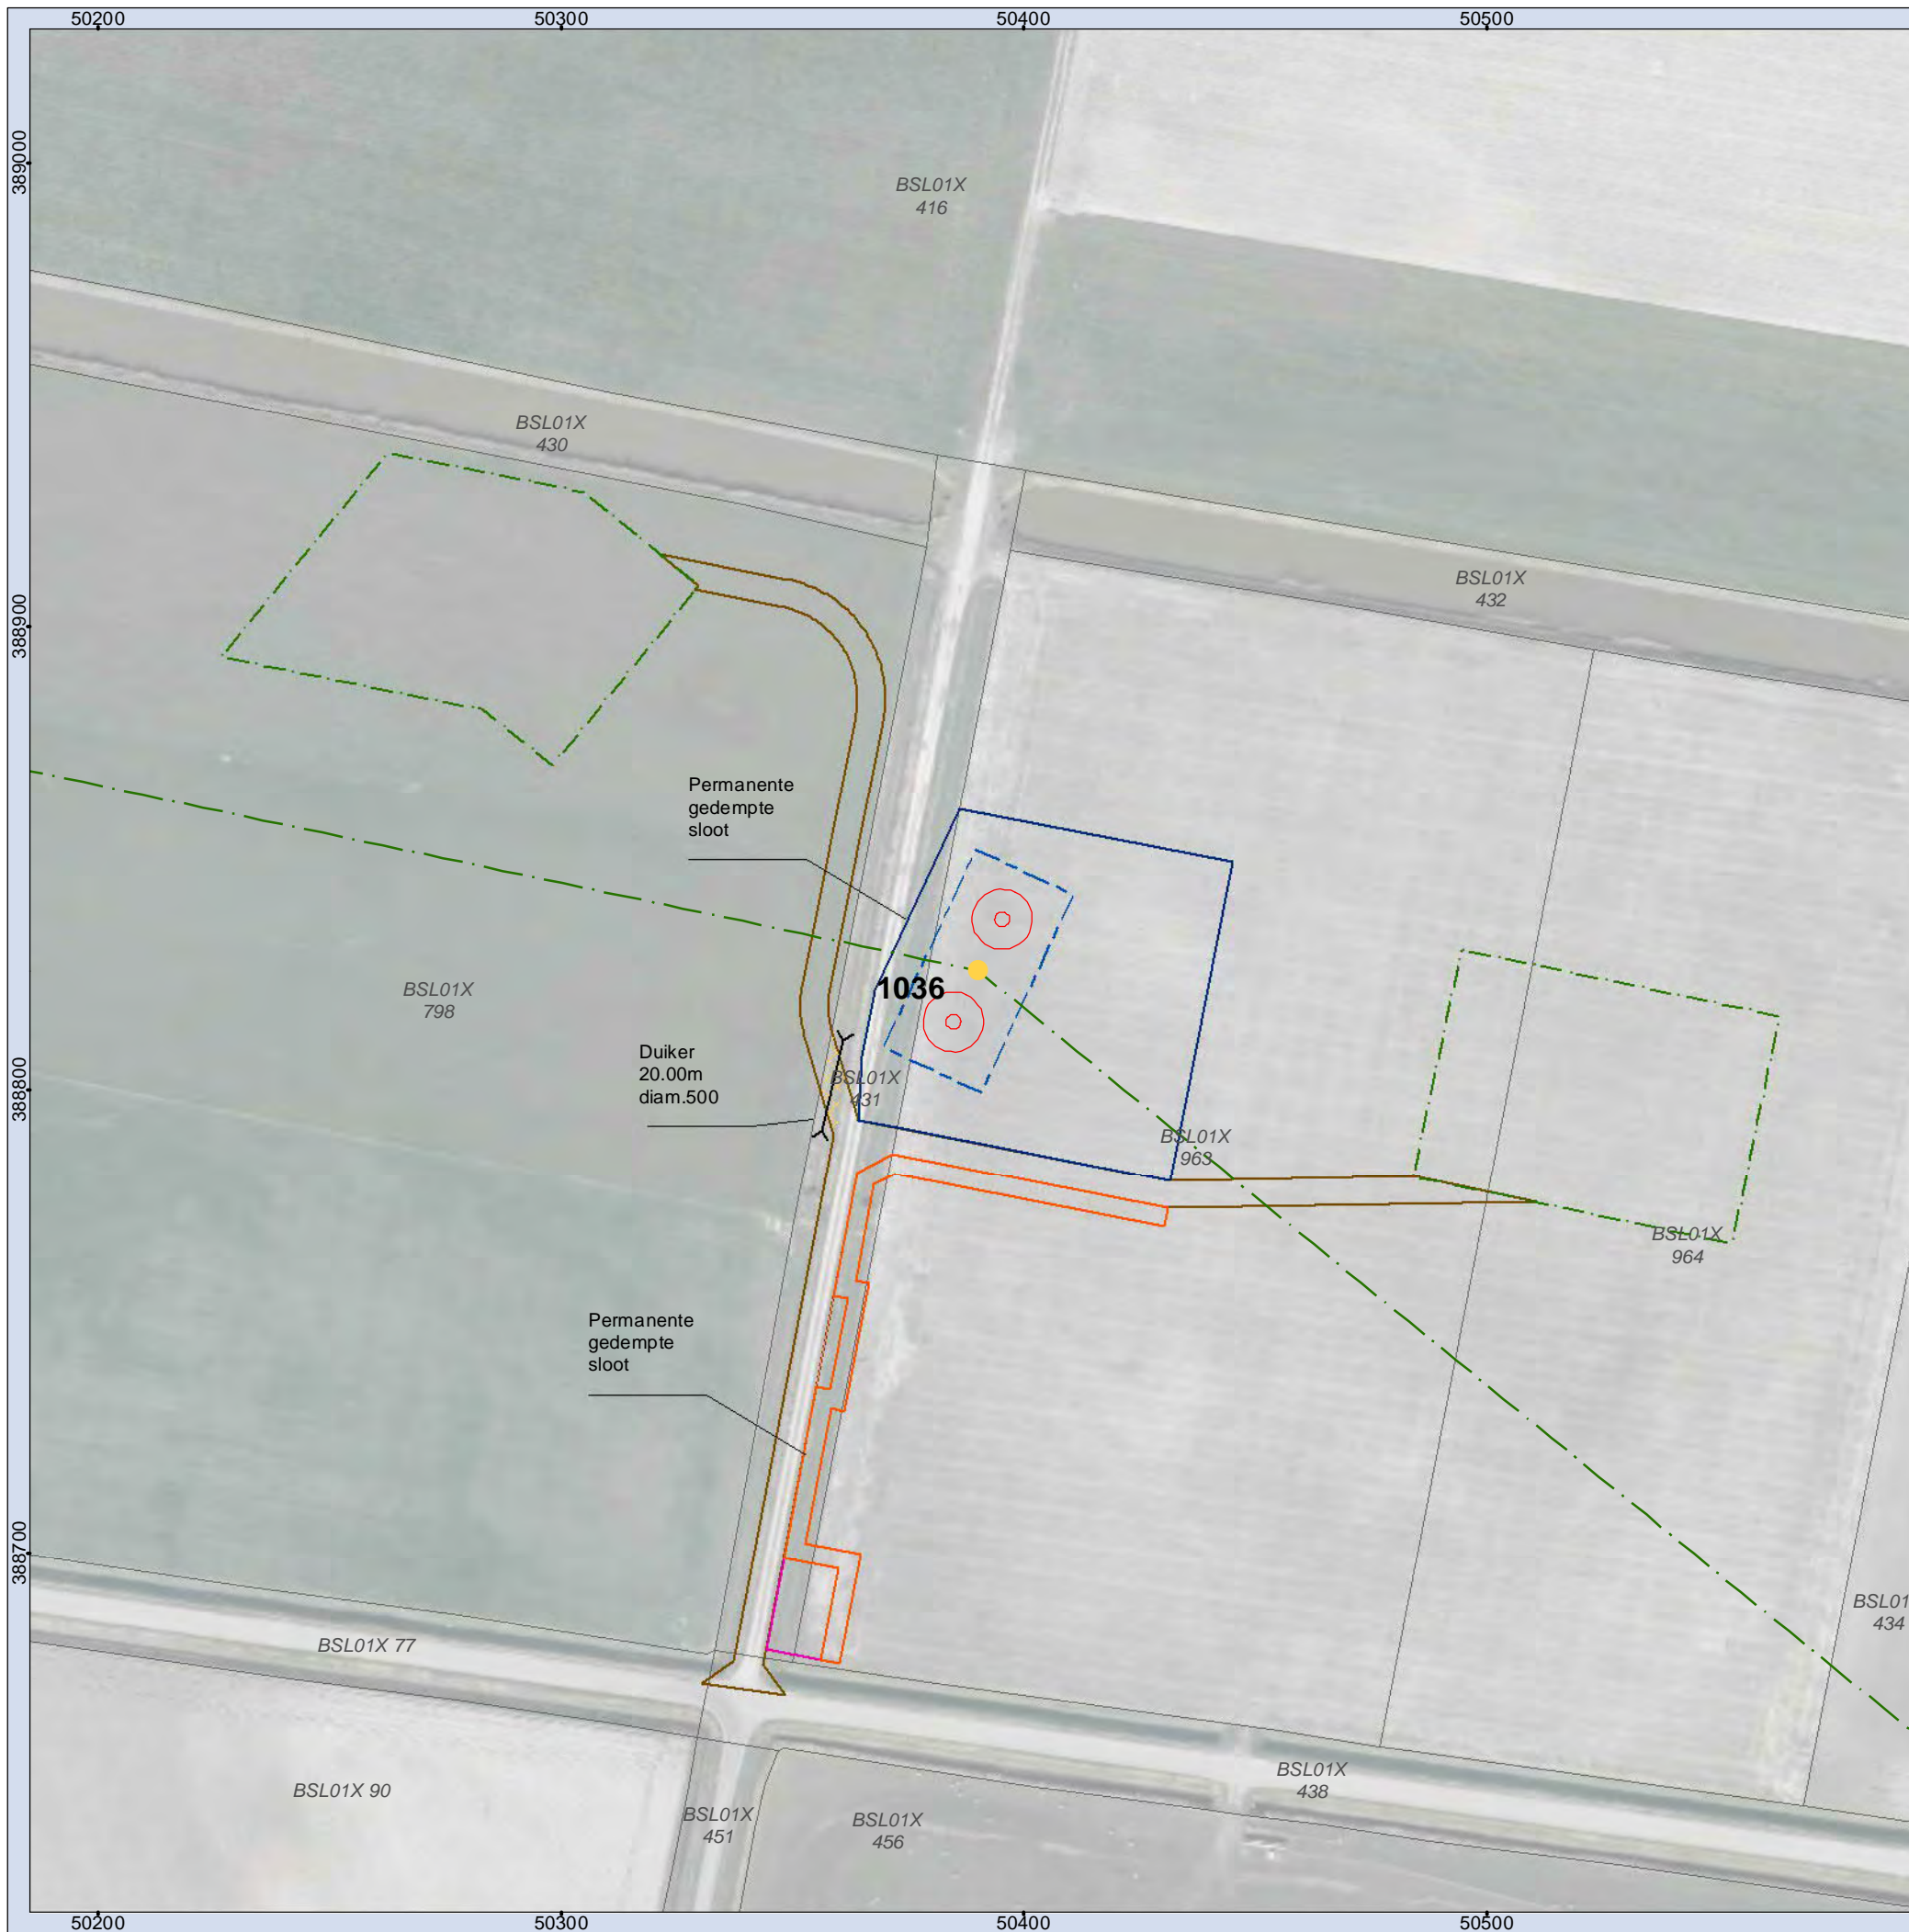 50200
50300
50400
50500
389000
388900
388800
388700
BSL01X
416
BSL01X
430
BSL01X
432
Permanente
gedempte
sloot
1036
BSL01X
798
Duiker
20.00m
diam.500
BSL01X
431
BSL01X
963
BSL01X
964
Permanente
gedempte
sloot
BSL01
434
BSL01X 77
BSL01X
438
BSL01X 90
BSL01X
451
BSL01X
456
50200
50300
50400
50500